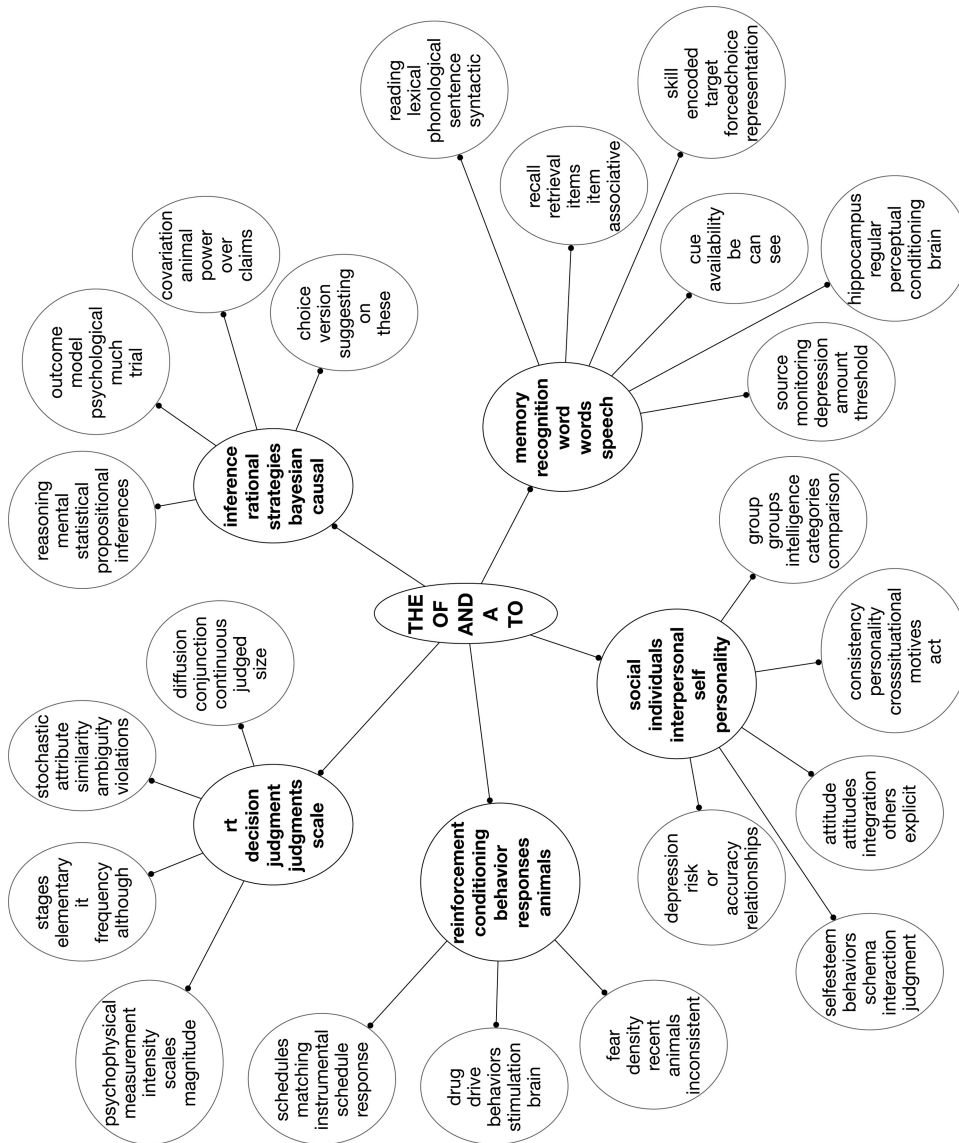 THE
OF
AND
A
TO
rt
decision
judgment
judgments
scale
psychophysical
measurement
intensity
scales
magnitude
stages
elementary
it
frequency
although
stochastic
attribute
similarity
ambiguity
violations
diffusion
conjunction
continuous
judged
size
inference
rational
strategies
bayesian
causal
reasoning
mental
statistical
propositional
inferences
outcome
model
psychological
much
trial
covariation
animal
power
over
claims
choice
version
suggesting
on
these
reinforcement
conditioning
behavior
responses
animals
schedules
matching
instrumental
schedule
response
drug
drive
behaviors
stimulation
brain
fear
density
recent
animals
inconsistent
memory
recognition
word
words
speech
reading
lexical
phonological
sentence
syntactic
recall
retrieval
items
item
associative
skill
encoded
target
forcedchoice
representation
cue
availability
be
can
see
hippocampus
regular
perceptual
conditioning
brain
source
monitoring
depression
amount
threshold
social
individuals
interpersonal
self
personality
depression
risk
or
accuracy
relationships
selfesteem
behaviors
schema
interaction
judgment
attitude
attitudes
integration
others
explicit
consistency
personality
crosssituational
motives
act
group
groups
intelligence
categories
comparison